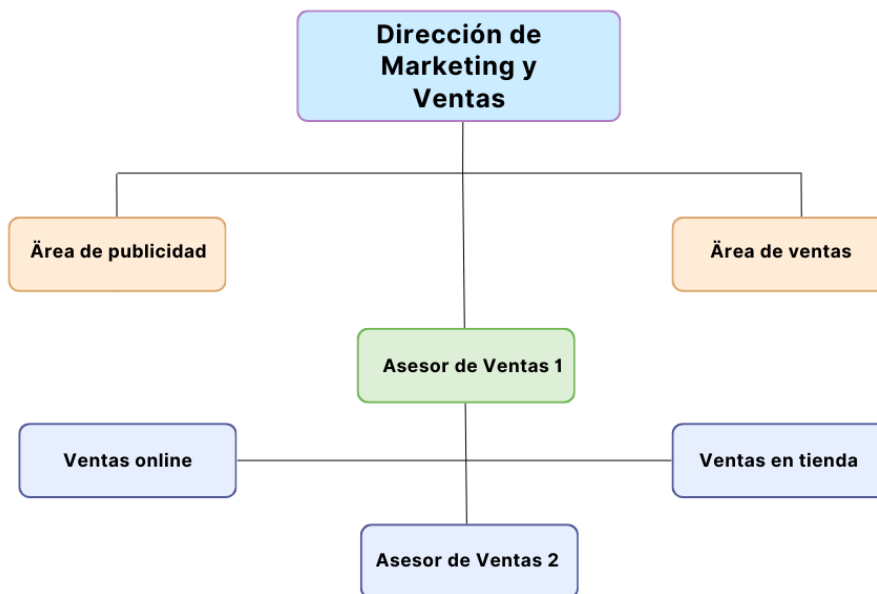 Dirección de
Marketing y
Ventas
Ärea de publicidad
Ärea de ventas
Asesor de Ventas 1
Ventas online
Ventas en tienda
Asesor de Ventas 2